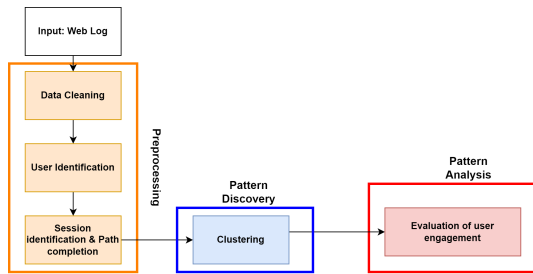 Input: Web Log
Data Cleaning
User Identification
Session
identification & Path
completion
Preprocessing
Pattern
Discovery
Clustering
Pattern
Analysis
Evaluation of user
engagement